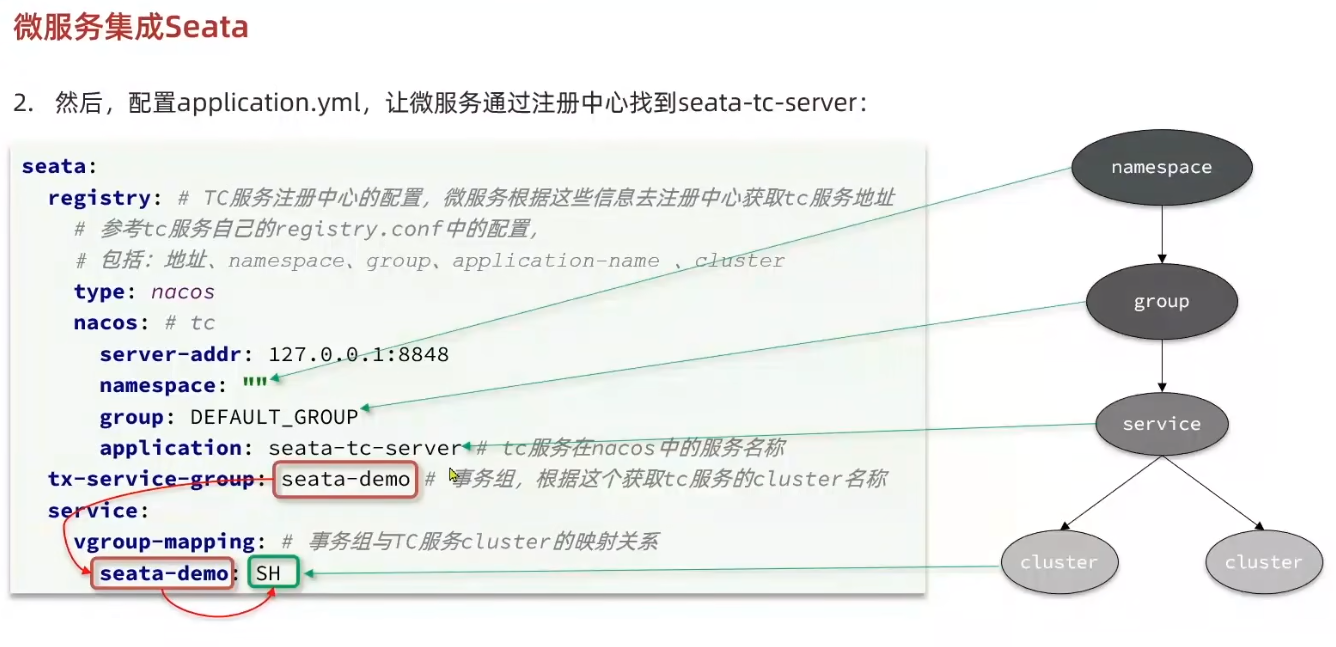 微服务集成Seata
2. 然后，配置application.yml，让微服务通过注册中心找到seata-tc-server：
seata:
registry: # TC服务注册中心的配置，微服务根据这些信息去注册中心获取tc服务地址
# 参考tc服务自己的registry.conf中的配置，
# 包括：地址、namespace、group、application-name 、cluster
type: nacos
nacos: # tc
server-addr: 127.0.0.1:8848
namespace: ""
group: DEFAULT_GROUP
application: seata-tc-server # tc服务在nacos中的服务名称
tx-service-group: seata-demo # 事务组，根据这个获取tc服务的cluster名称
service:
vgroup-mapping: # 事务组与TC服务cluster的映射关系
seata-demo: SH
namespace
group
service
cluster
cluster